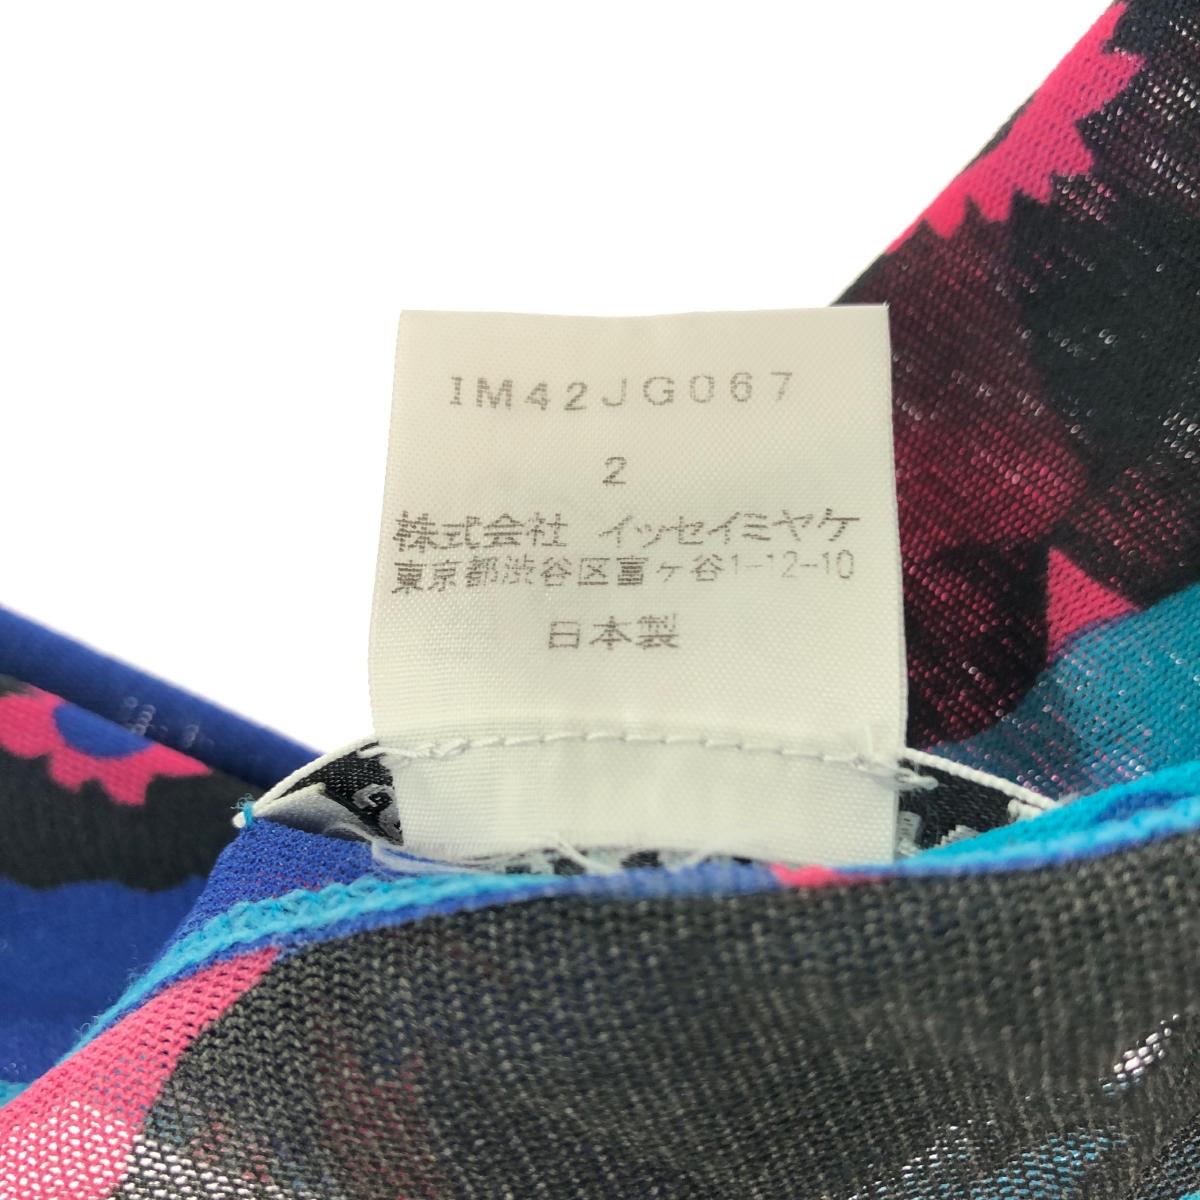 IM42JG067
2
株式会社 イッセイミヤケ
東京都渋谷区富ヶ谷1-12-10
日本製